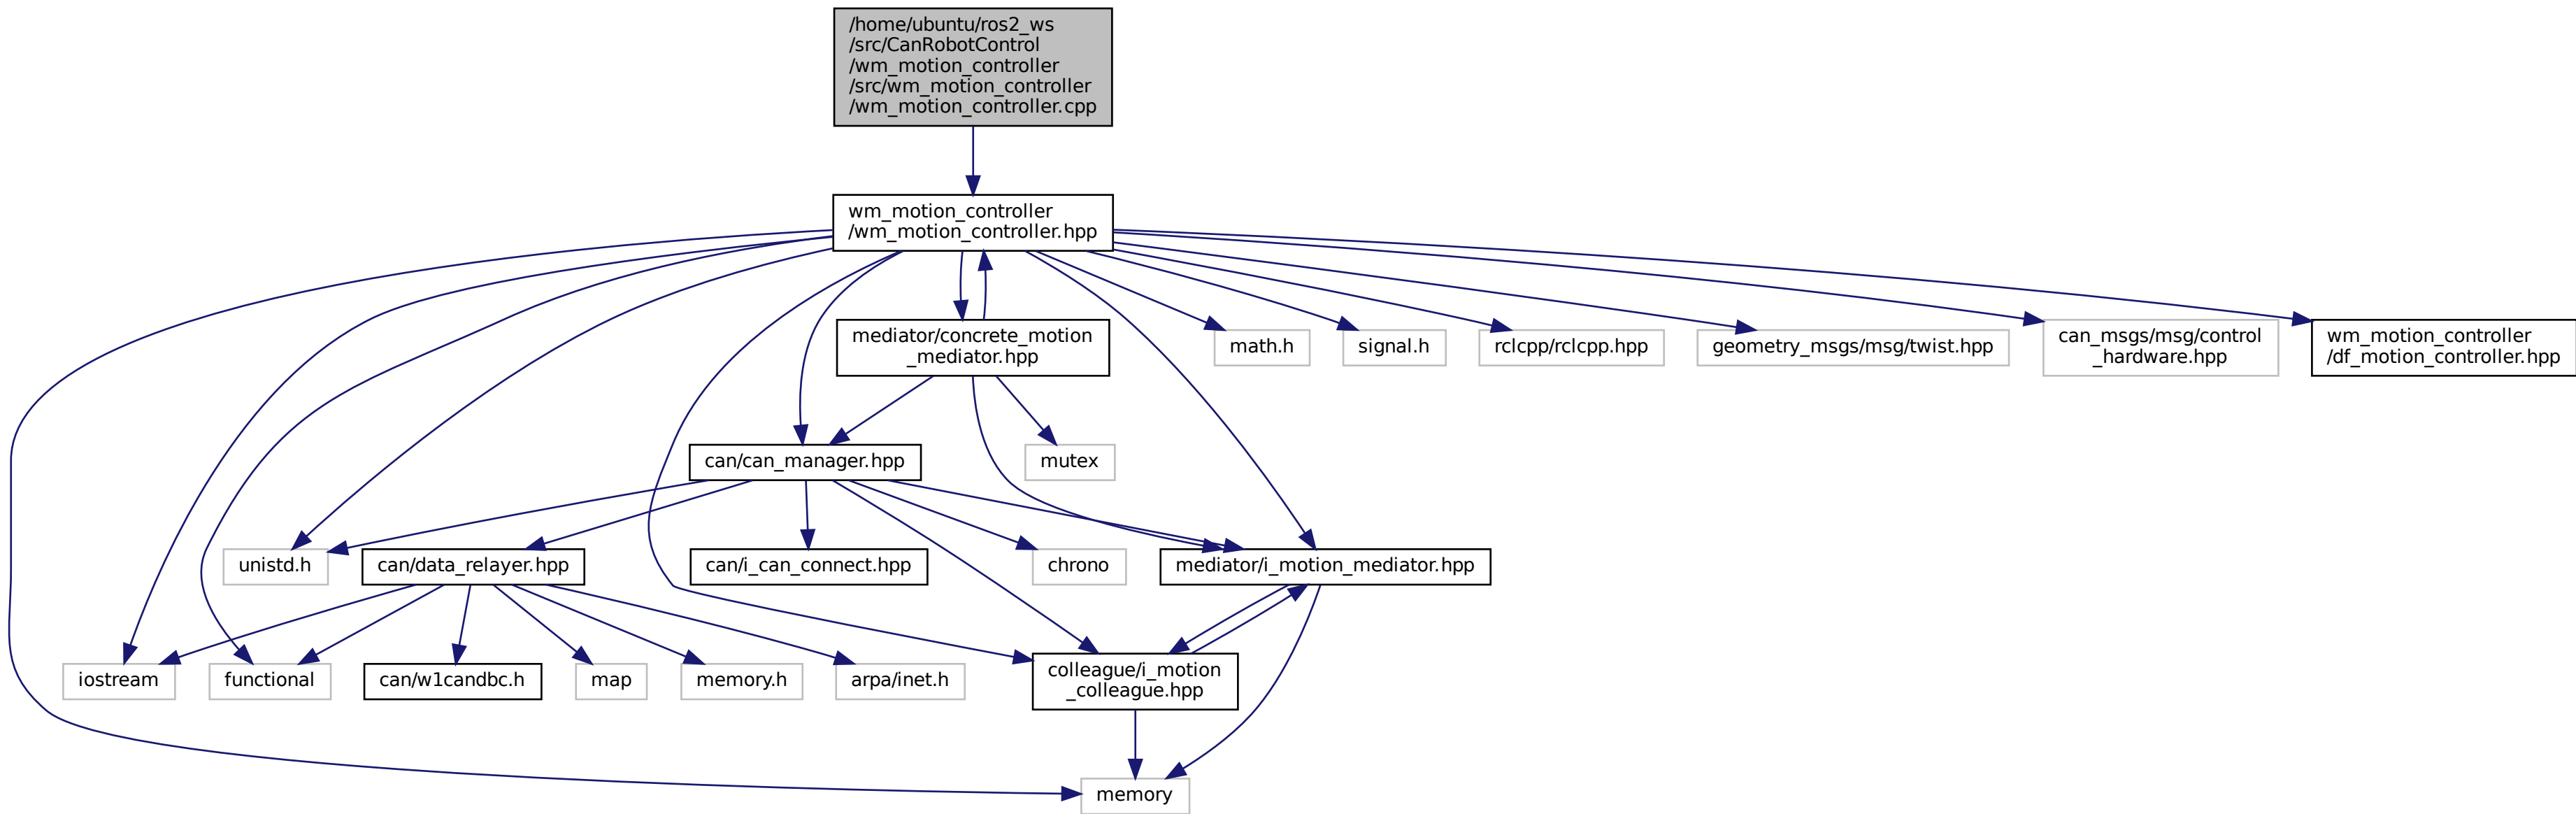 /home/ubuntu/ros2_ws
/src/CanRobotControl
/wm_motion_controller
/src/wm_motion_controller
/wm_motion_controller.cpp
wm_motion_controller
/wm_motion_controller.hpp
mediator/concrete_motion
_mediator.hpp
math.h
signal.h
rclcpp/rclcpp.hpp
geometry_msgs/msg/twist.hpp
can_msgs/msg/control
_hardware.hpp
wm_motion_controller
/df_motion_controller.hpp
can/can_manager.hpp
mutex
unistd.h
can/data_relayer.hpp
can/i_can_connect.hpp
chrono
mediator/i_motion_mediator.hpp
iostream
functional
can/w1candbc.h
map
memory.h
arpa/inet.h
colleague/i_motion
_colleague.hpp
memory